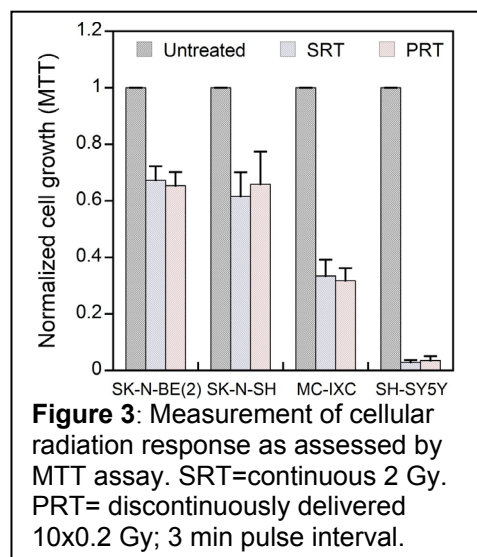 1.2
Untreated SRT PRT
1
0.8
0.6
0.4
0.2
0
Normalized cell growth (MTT)
SK-N-BE(2) SK-N-SH MC-IXC SH-SY5Y
Figure 3: Measurement of cellular
radiation response as assessed by
MTT assay. SRT=continuous 2 Gy.
PRT= discontinuously delivered
10x0.2 Gy; 3 min pulse interval.